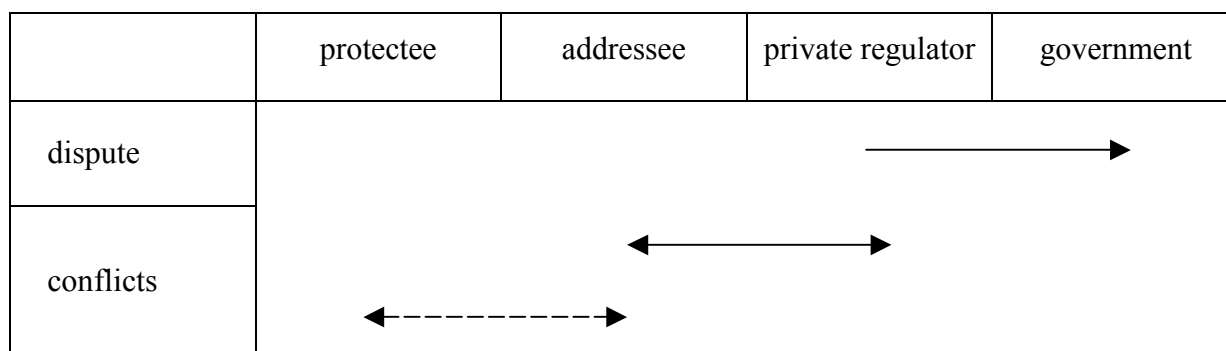 protectee addressee private regulator government
dispute
conflicts